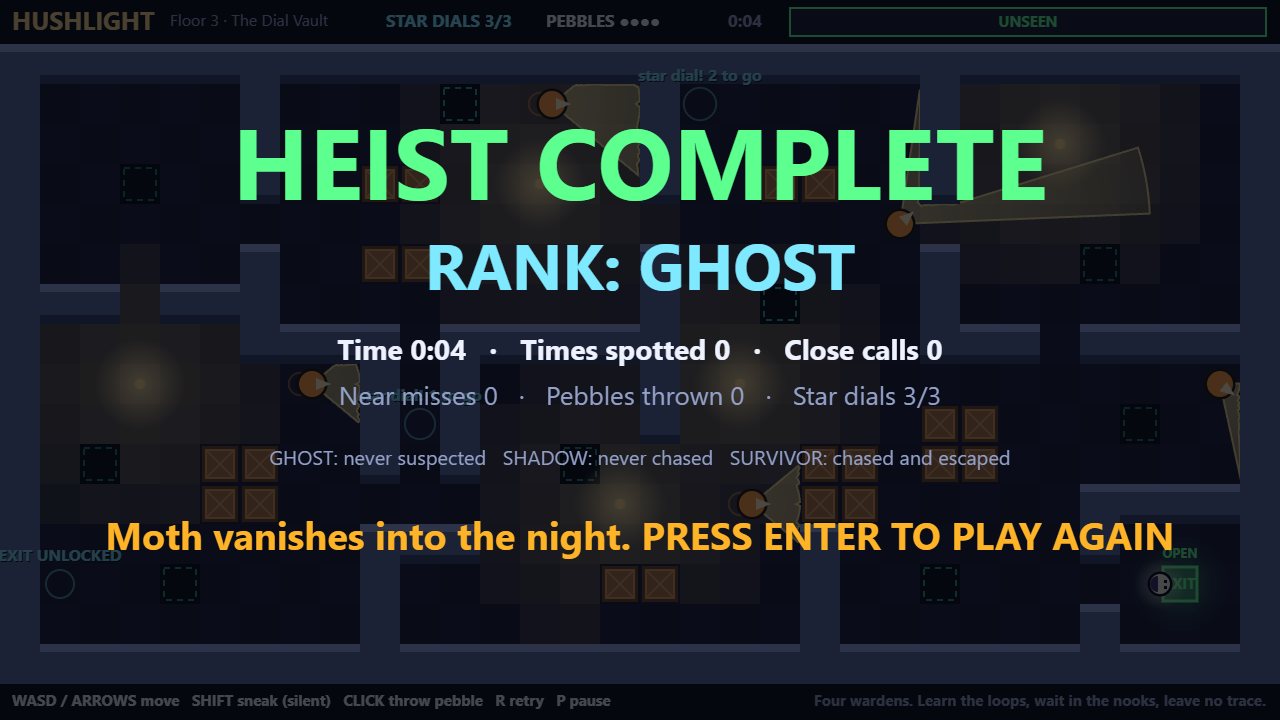 HUSHLIGHT Floor 3 · The Dial Vault STAR DIALS 3/3 PEBBLES ●●●● 0:04 UNSEEN
star dial! 2 to go
HEIST COMPLETE
RANK: GHOST
Time 0:04 · Times spotted 0 · Close calls 0
Near misses 0 · Pebbles thrown 0 · Star dials 3/3
GHOST: never suspected SHADOW: never chased SURVIVOR: chased and escaped
Moth vanishes into the night. PRESS ENTER TO PLAY AGAIN
EXIT UNLOCKED
OPEN
EXIT
WASD / ARROWS move SHIFT sneak (silent) CLICK throw pebble R retry P pause
Four wardens. Learn the loops, wait in the nooks, leave no trace.